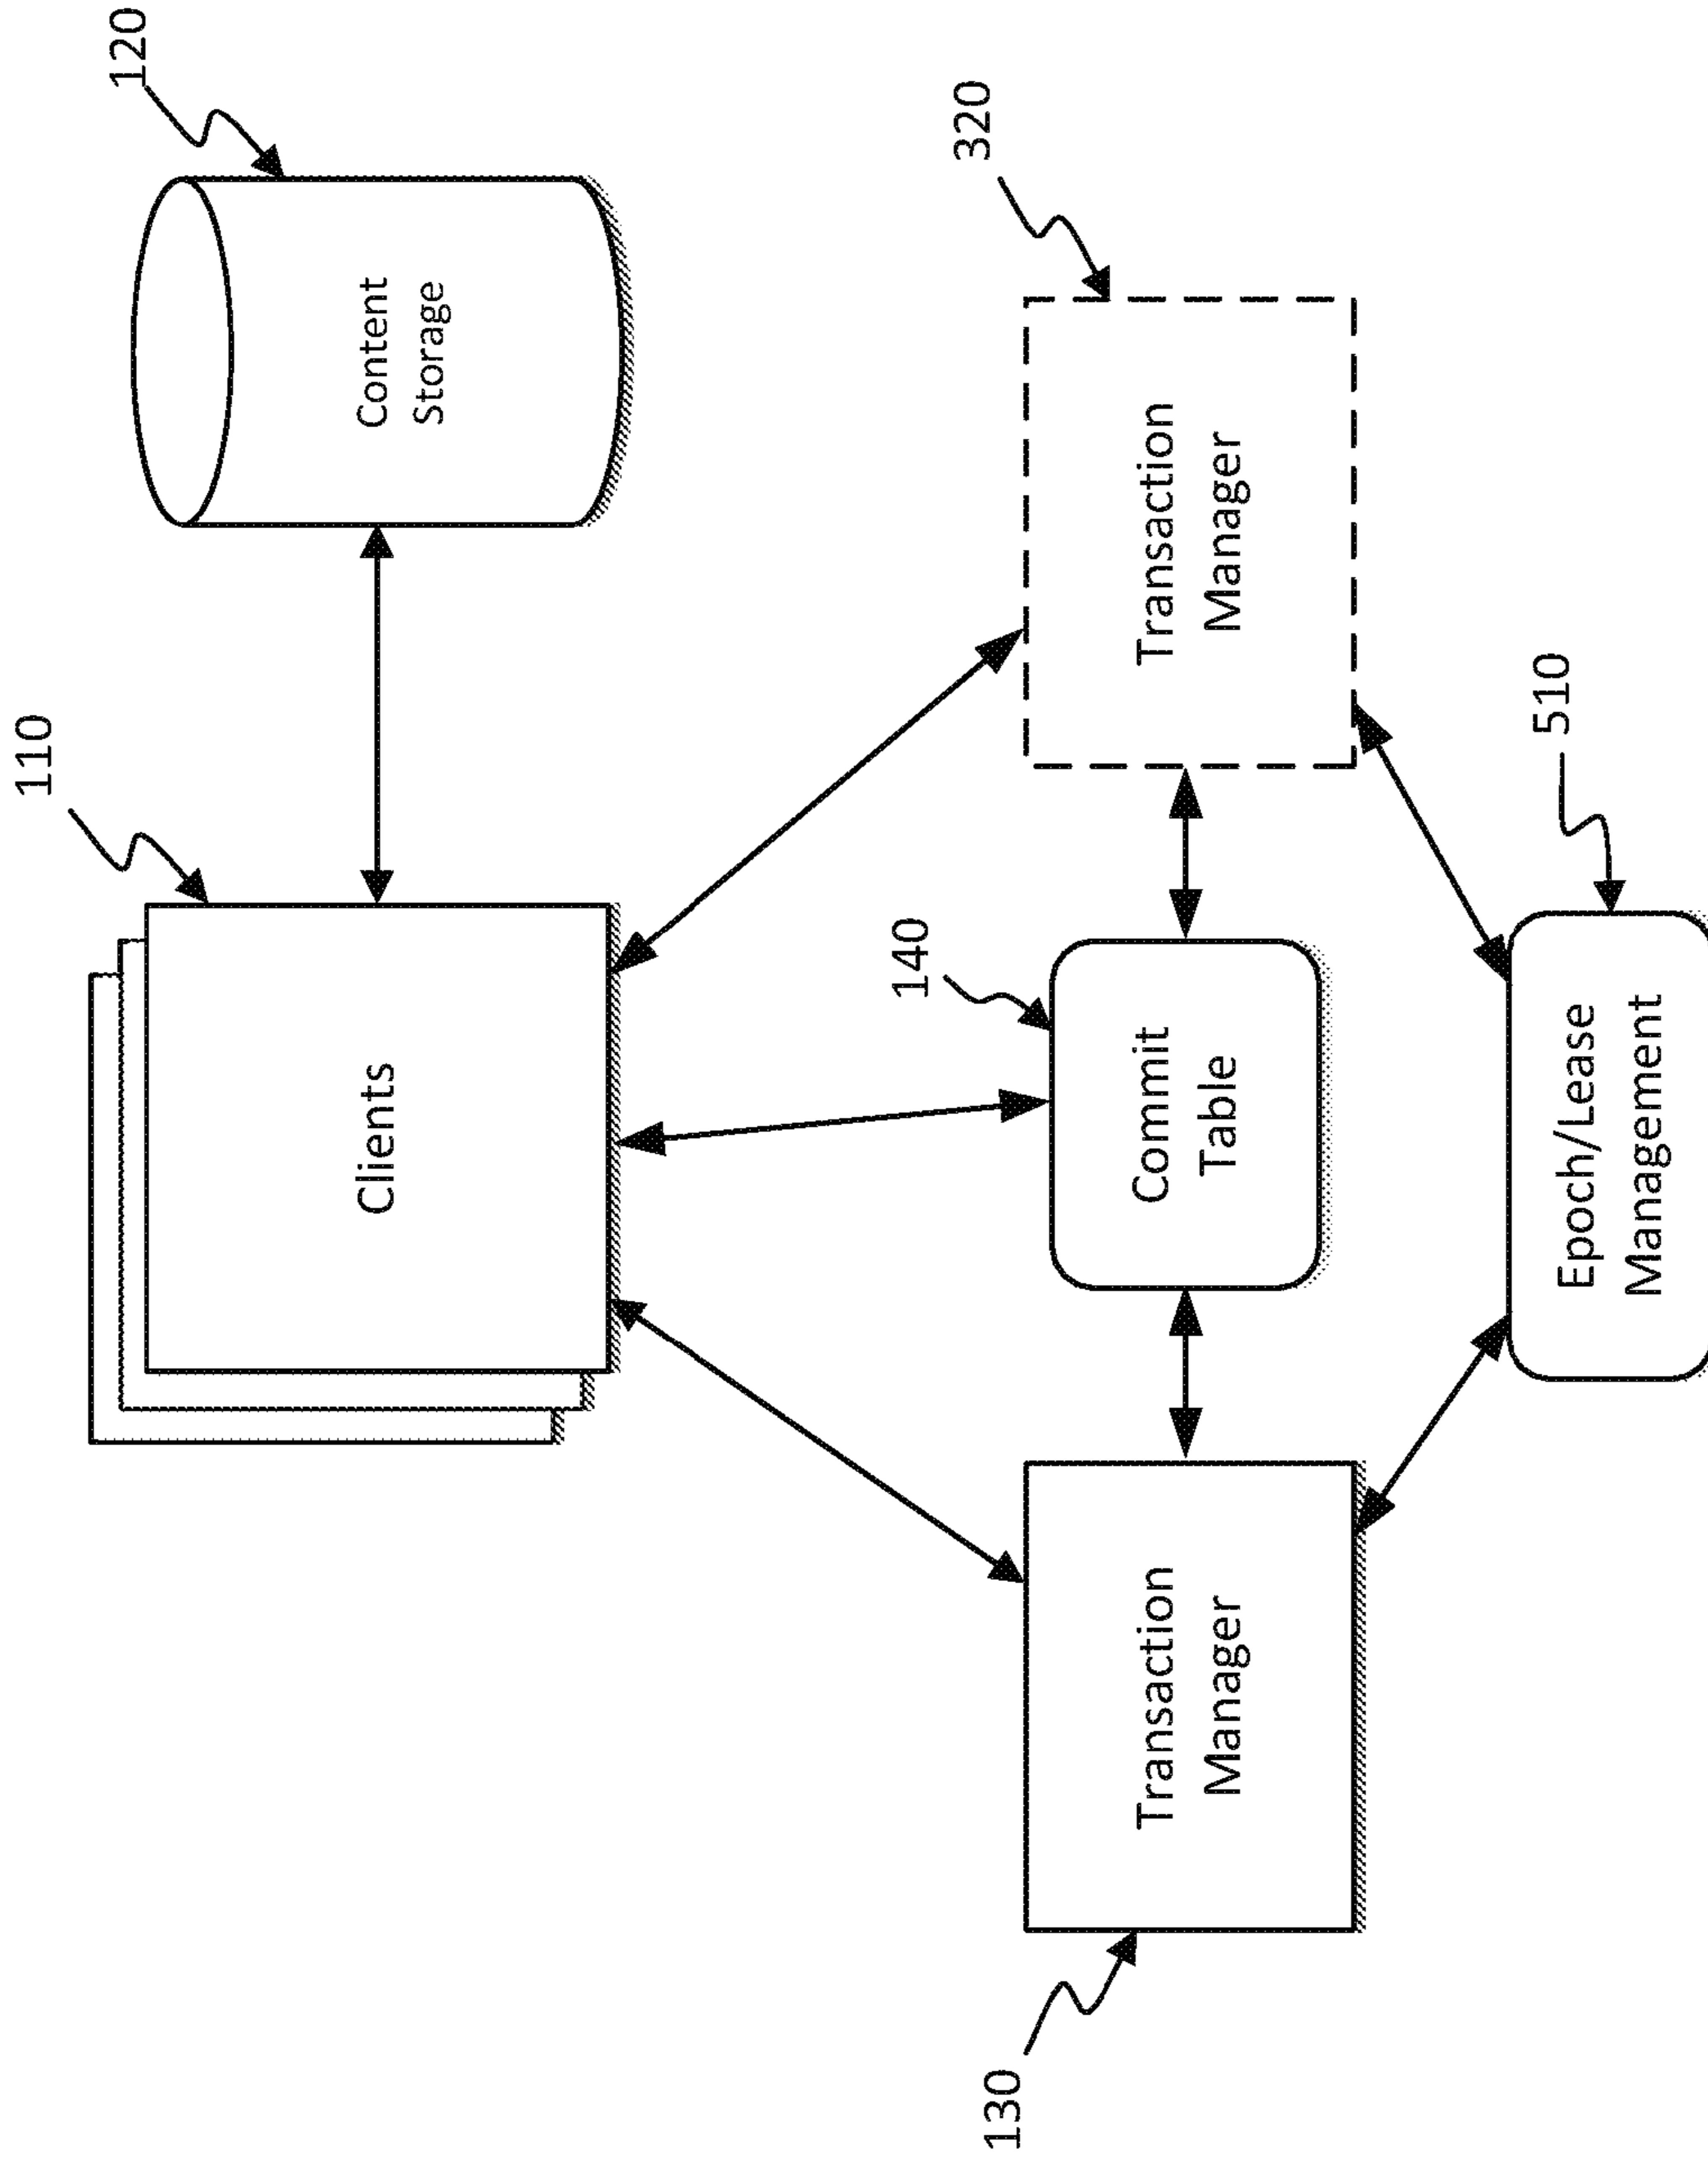 110
120
Clients
Content
Storage
140
320
Transaction
Manager
Commit
Table
Transaction
Manager
130
510
Epoch/Lease
Management